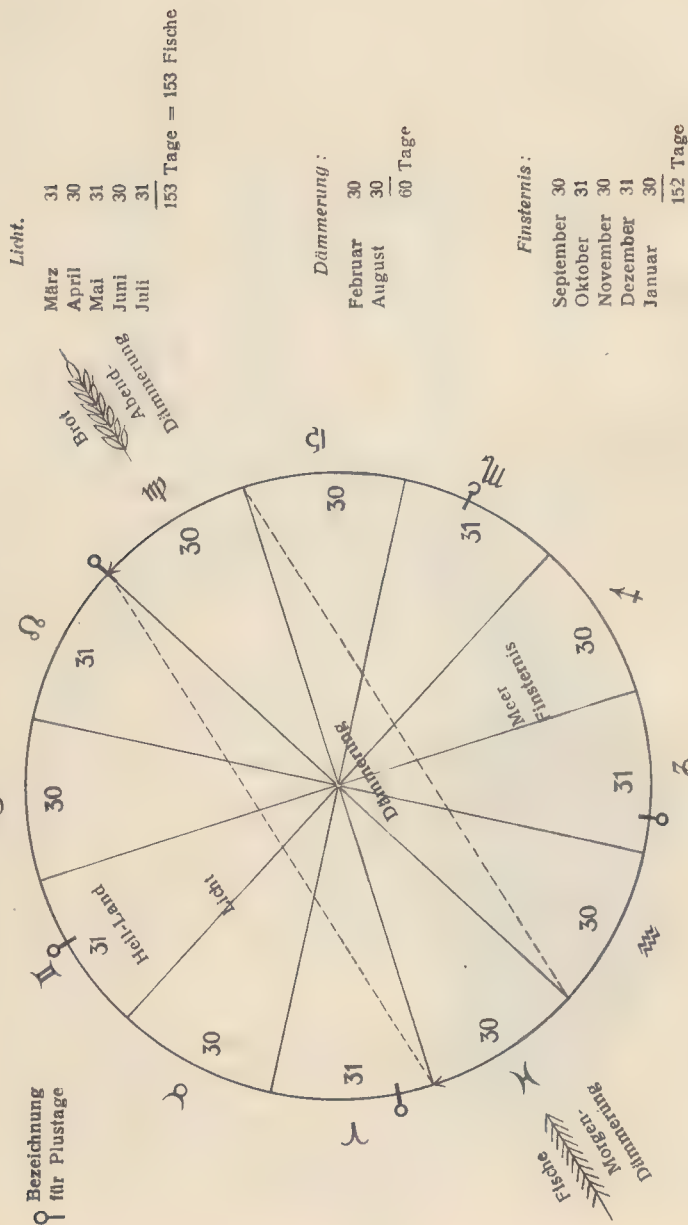 Bezeichnung
für Plustage
♋
♊
♌
♉
♍
♈
♎
♓
♏
♒
♐
♑
31
30
31
30
30
31
30
30
31
30
31
30
Heil-Land
Licht
Dämmerung
Meer
Finsternis
Brot
Abend-
Dämmerung
Fische
Morgen-
Dämmerung
Licht.
März 31
April 30
Mai 31
Juni 30
Juli 31
153 Tage = 153 Fische
Dämmerung:
Februar 30
August 30
60 Tage
Finsternis:
September 30
Oktober 31
November 30
Dezember 31
Januar 30
152 Tage